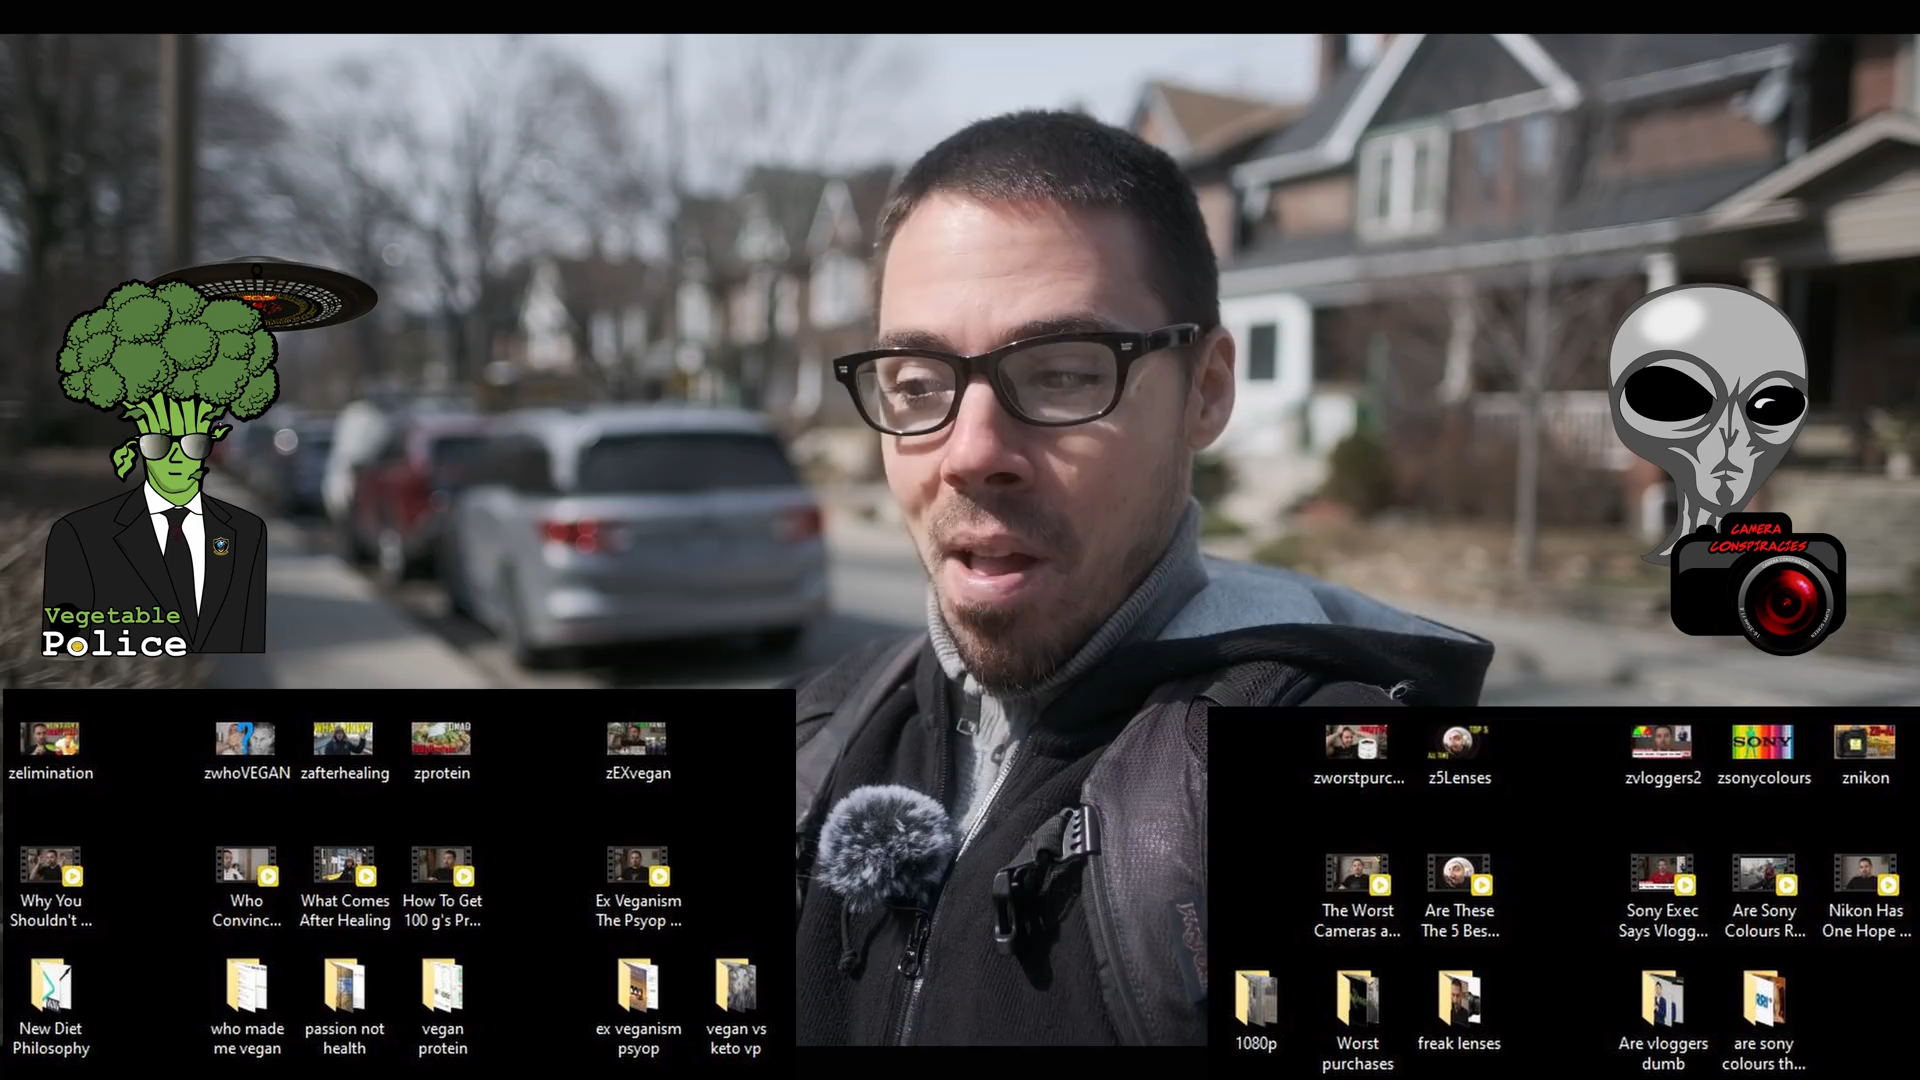 Vegetable
Police
CAMERA
CONSPIRACIES
zelimination
zwhoVEGAN
zafterhealing
zprotein
zEXvegan
Why You
Shouldn't ...
Who
Convinc...
What Comes
After Healing
How To Get
100 g's Pr...
Ex Veganism
The Psyop ...
New Diet
Philosophy
who made
me vegan
passion not
health
vegan
protein
ex veganism
psyop
vegan vs
keto vp
zworstpurc...
z5Lenses
zvloggers2
SONY
zsonycolours
znikon
The Worst
Cameras a...
Are These
The 5 Bes...
Sony Exec
Says Vlogg...
Are Sony
Colours R...
Nikon Has
One Hope ...
1080p
Worst
purchases
freak lenses
Are vloggers
dumb
are sony
colours th...